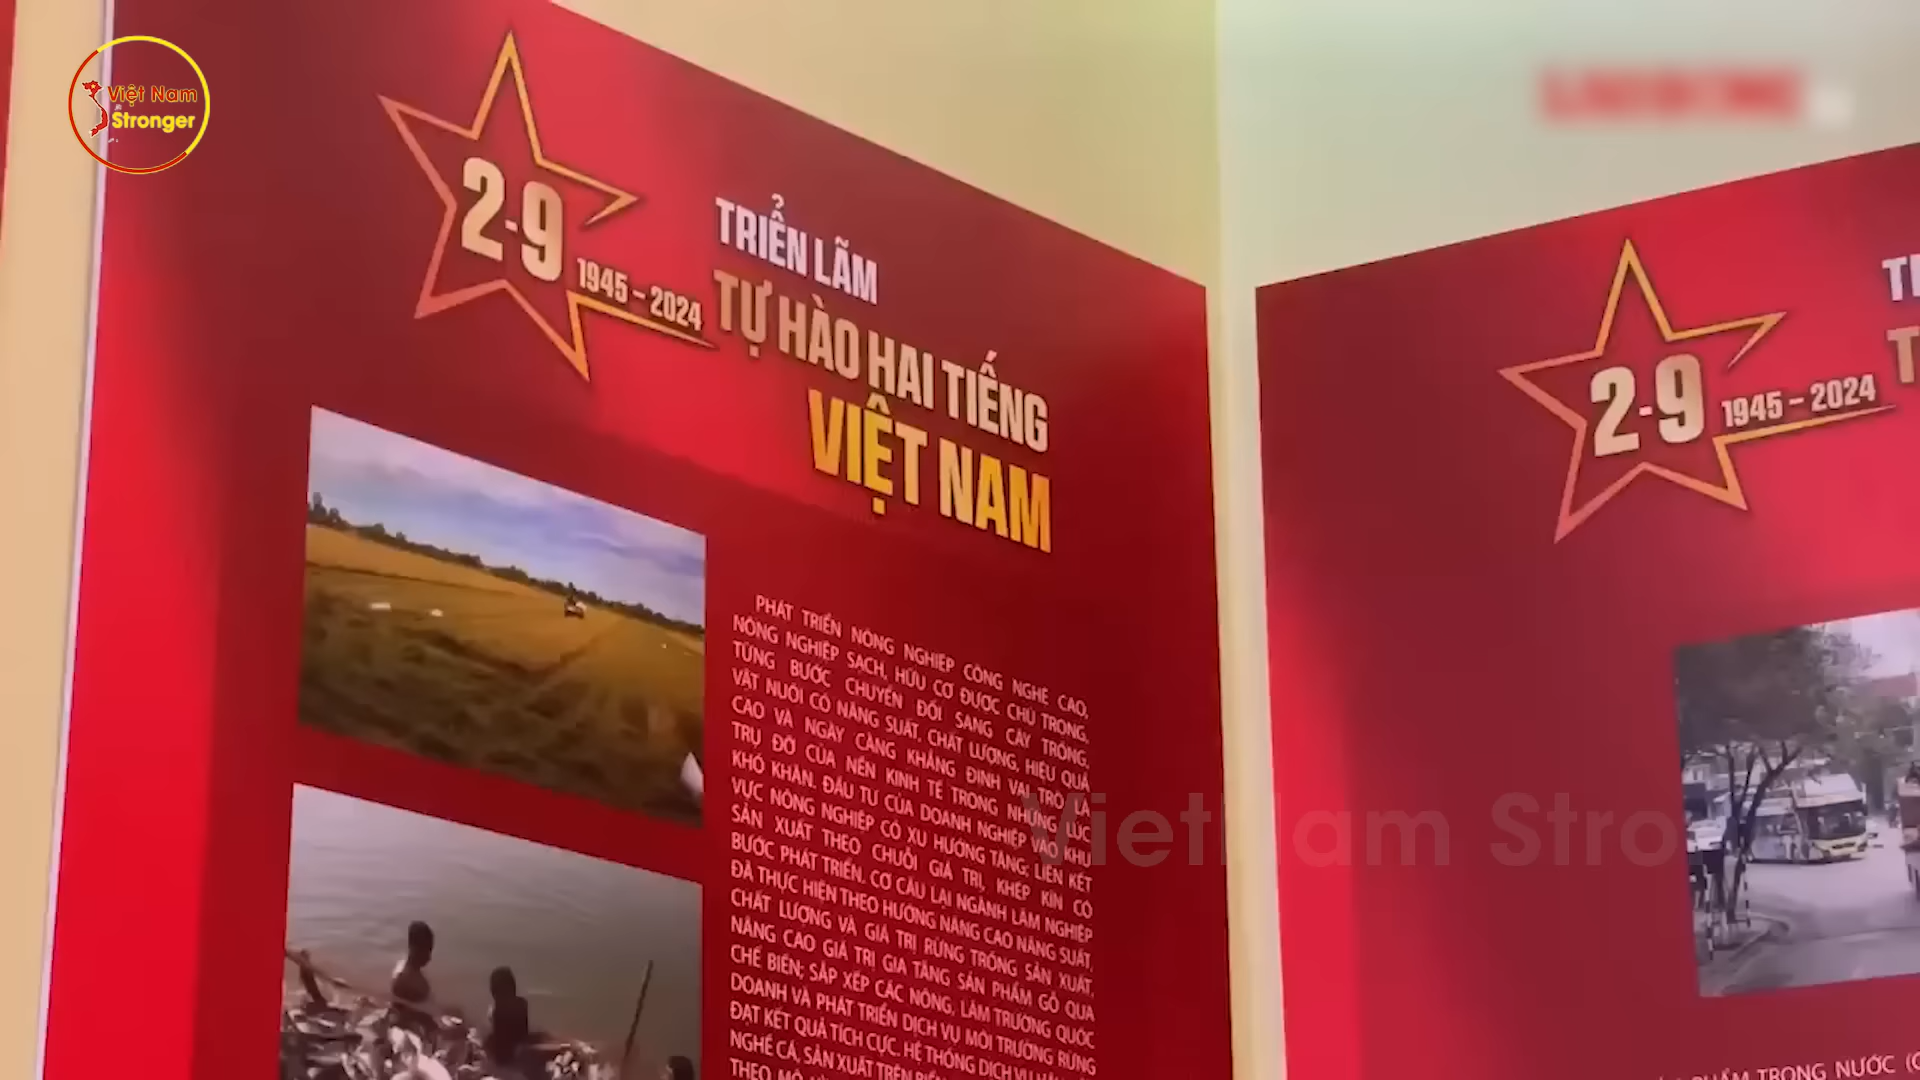 Việt Nam
Stronger
2-9
1945 – 2024
TRIỂN LÃM
TỰ HÀO HAI TIẾNG
VIỆT NAM
PHÁT TRIỂN NÔNG NGHIỆP CÔNG NGHỆ CAO,
NÔNG NGHIỆP SẠCH, HỮU CƠ ĐƯỢC CHÚ TRỌNG,
TỪNG BƯỚC CHUYỂN ĐỔI SANG CÂY TRỒNG,
VẬT NUÔI CÓ NĂNG SUẤT, CHẤT LƯỢNG, HIỆU QUẢ
CAO VÀ NGÀY CÀNG KHẲNG ĐỊNH VAI TRÒ LÀ
TRỤ ĐỠ CỦA NỀN KINH TẾ TRONG NHỮNG LÚC
KHÓ KHĂN. ĐẦU TƯ CỦA DOANH NGHIỆP VÀO KHU
VỰC NÔNG NGHIỆP CÓ XU HƯỚNG TĂNG; LIÊN KẾT
SẢN XUẤT THEO CHUỖI GIÁ TRỊ, KHÉP KÍN CÓ
BƯỚC PHÁT TRIỂN. CƠ CẤU LẠI NGÀNH LÂM NGHIỆP
ĐÃ THỰC HIỆN THEO HƯỚNG NÂNG CAO NĂNG SUẤT,
CHẤT LƯỢNG VÀ GIÁ TRỊ RỪNG TRỒNG SẢN XUẤT,
NÂNG CAO GIÁ TRỊ GIA TĂNG SẢN PHẨM GỖ QUA
CHẾ BIẾN; SẮP XẾP CÁC NÔNG, LÂM TRƯỜNG QUỐC
DOANH VÀ PHÁT TRIỂN DỊCH VỤ MÔI TRƯỜNG RỪNG
ĐẠT KẾT QUẢ TÍCH CỰC. HỆ THỐNG DỊCH VỤ
NGHỀ CÁ, SẢN XUẤT TRÊN BIỂN
THEO MÔ
2-9
1945 – 2024
VietNam Stro
PHẨM TRONG NƯỚC